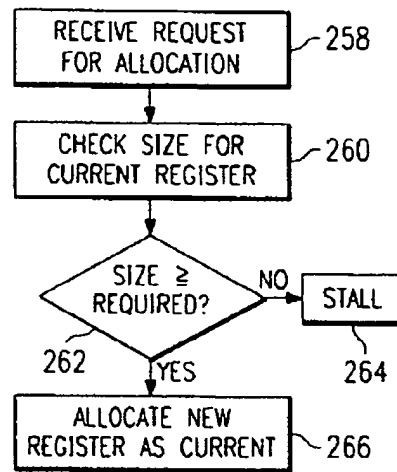 RECEIVE REQUEST
FOR ALLOCATION
258
CHECK SIZE FOR
CURRENT REGISTER
260
SIZE ≥
REQUIRED?
262
NO
STALL
264
YES
ALLOCATE NEW
REGISTER AS CURRENT
266